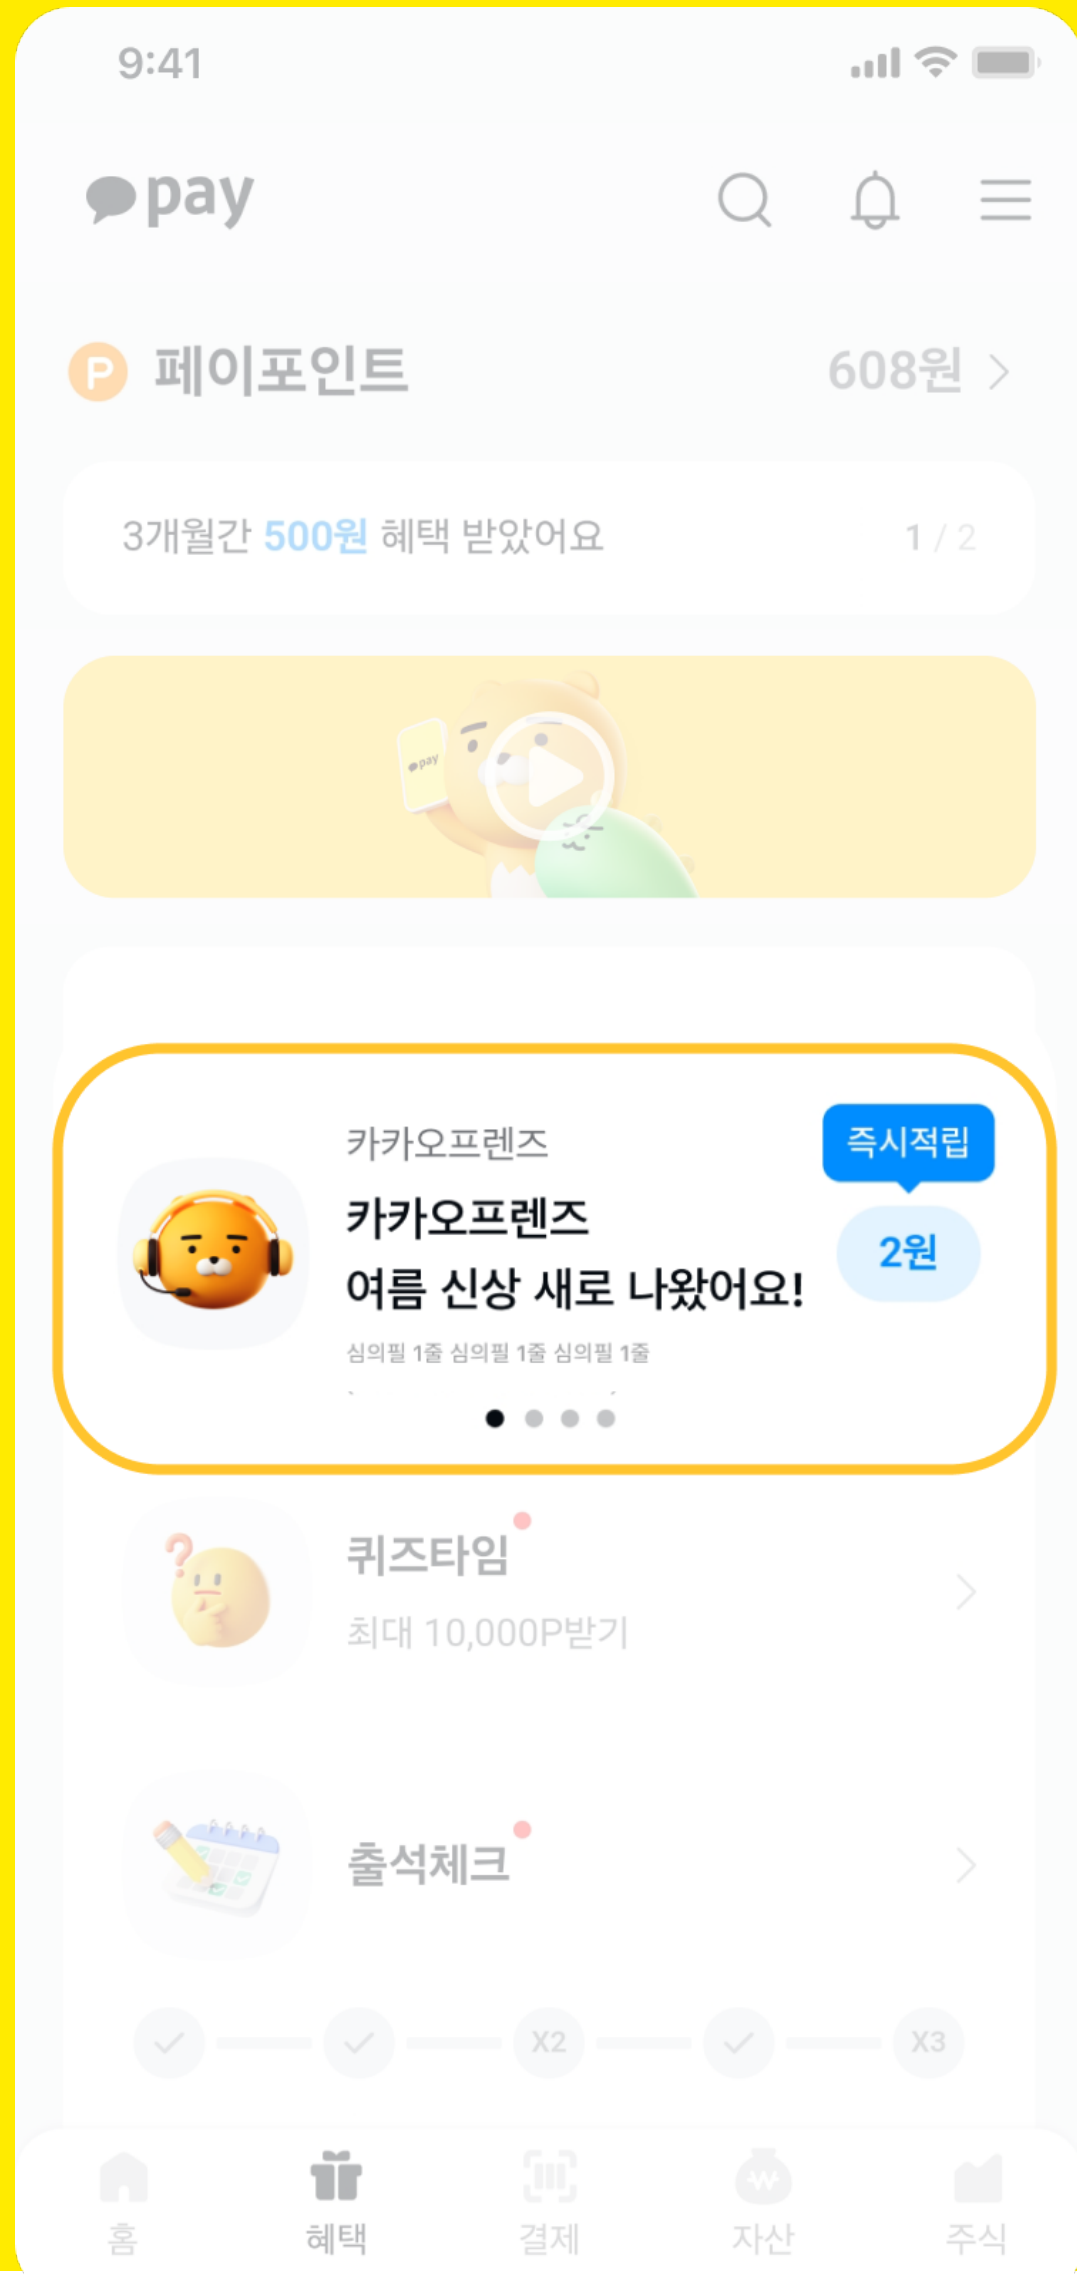 9:41
pay
P 페이포인트 608원
3개월간 500원 혜택 받았어요 1 / 2
pay
카카오프렌즈
즉시적립
카카오프렌즈
여름 신상 새로 나왔어요!
2원
심의필 1줄 심의필 1줄 심의필 1줄
퀴즈타임
최대 10,000P받기
출석체크
X2 X3
홈 혜택 결제 자산 주식